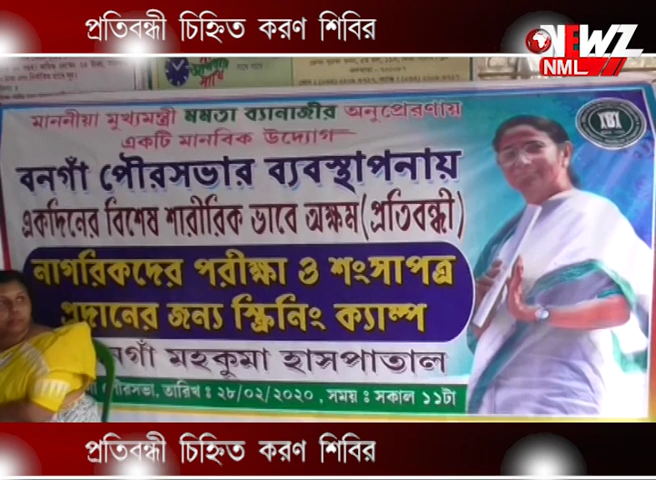 প্রতিবন্ধী চিহ্নিত করণ শিবির
NEWZ
NML
মাননীয়া মুখ্যমন্ত্রী মমতা ব্যানার্জীর অনুপ্রেরণায়
একটি মানবিক উদ্যোগ
বনগাঁ পৌরসভার ব্যবস্থাপনায়
একদিনের বিশেষ শারীরিক ভাবে অক্ষম(প্রতিবন্ধী)
নাগরিকদের পরীক্ষা ও শংসাপত্র
প্রদানের জন্য স্ক্রিনিং ক্যাম্প
বনগাঁ মহকুমা হাসপাতাল
পৌরসভা, তারিখ : ২৮/০২/২০২০, সময় : সকাল ১১টা
প্রতিবন্ধী চিহ্নিত করণ শিবির